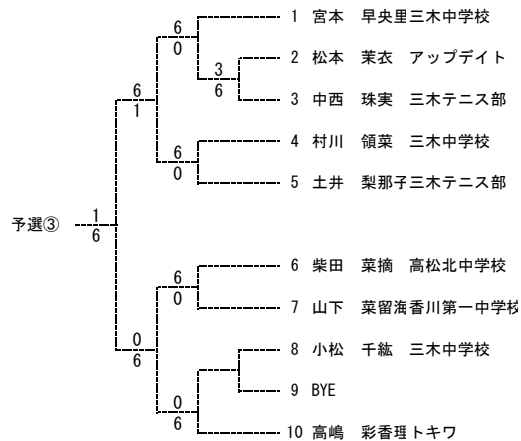 6
0
1 宮本 早央里三木中学校
2 松本 茉衣 アップデイト
3
6
3 中西 珠実 三木テニス部
6
1
4 村川 領菜 三木中学校
6
0
5 土井 梨那子三木テニス部
予選③
1
6
6 柴田 菜摘 高松北中学校
6
0
7 山下 菜留海香川第一中学校
0
6
8 小松 千紘 三木中学校
9 BYE
0
6
10 高嶋 彩香理トキワ